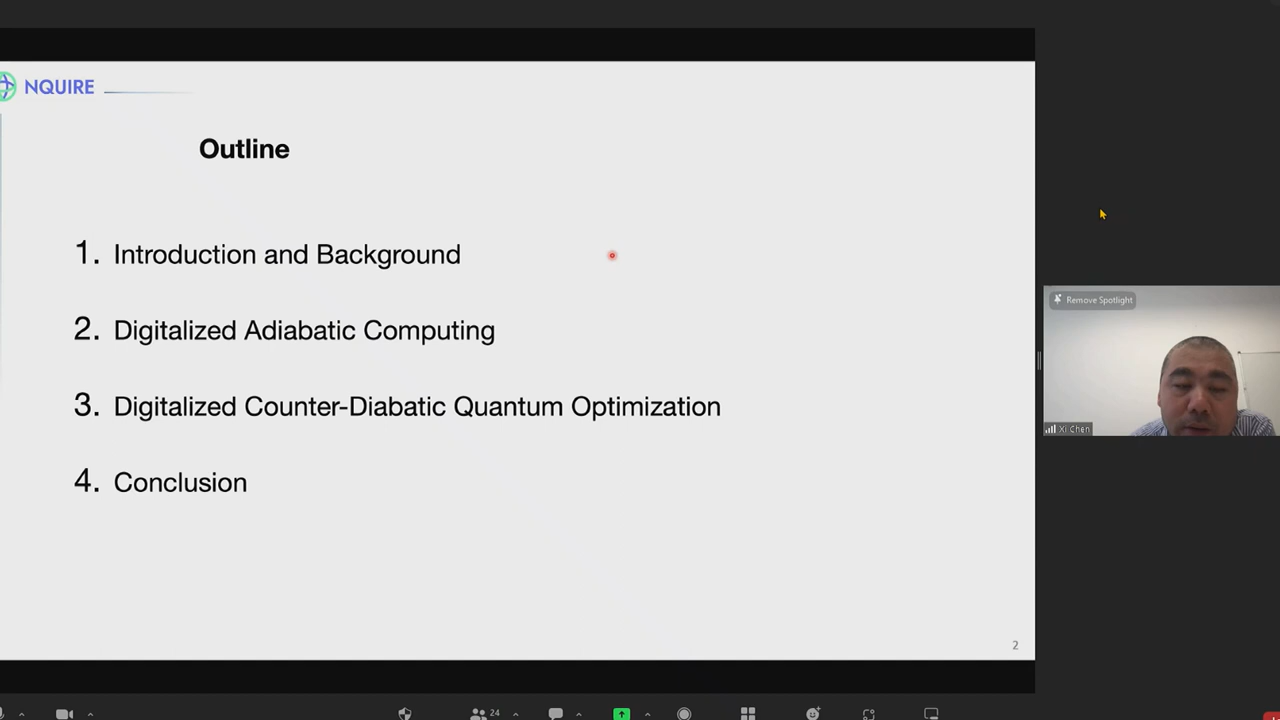 NQUIRE
Outline
1. Introduction and Background
2. Digitalized Adiabatic Computing
3. Digitalized Counter-Diabatic Quantum Optimization
4. Conclusion
2
Remove Spotlight
Xi Chen
24